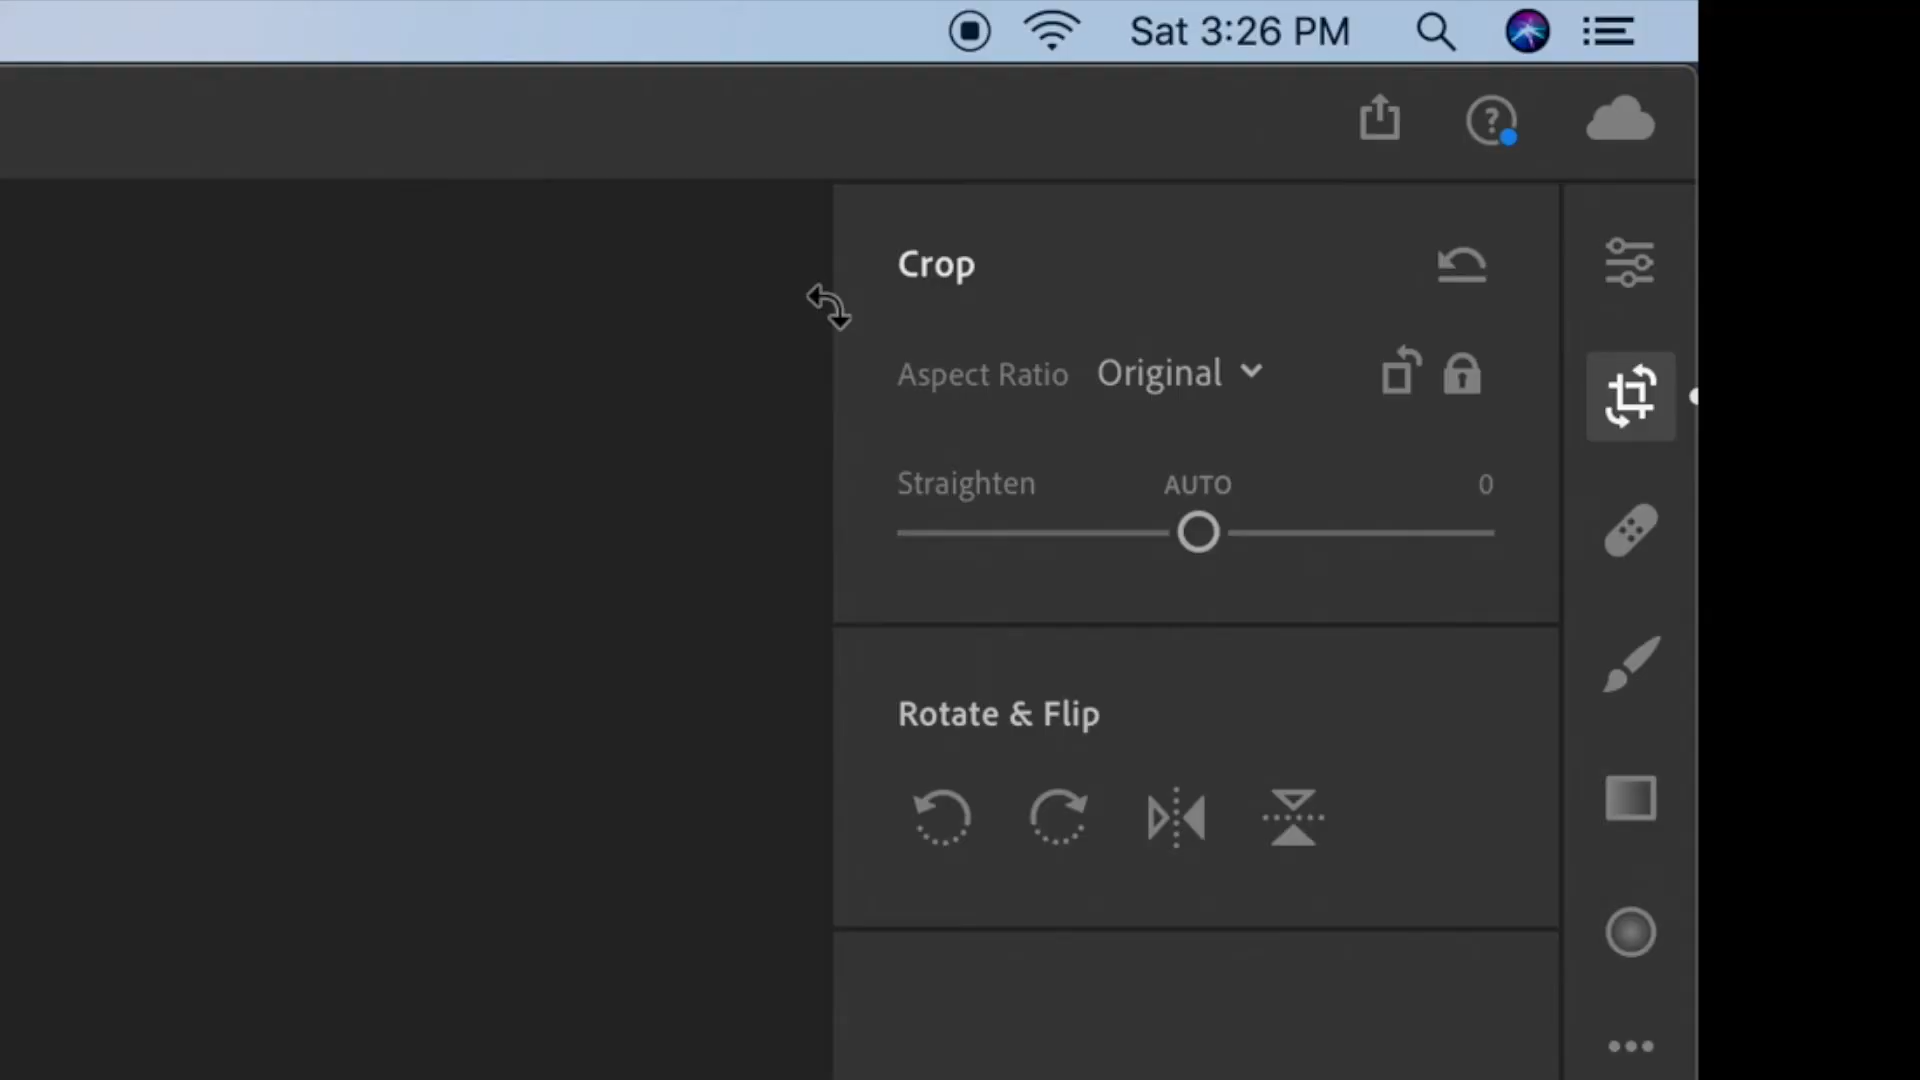 Sat 3:26 PM
Crop
Aspect Ratio Original
Straighten AUTO 0
Rotate & Flip